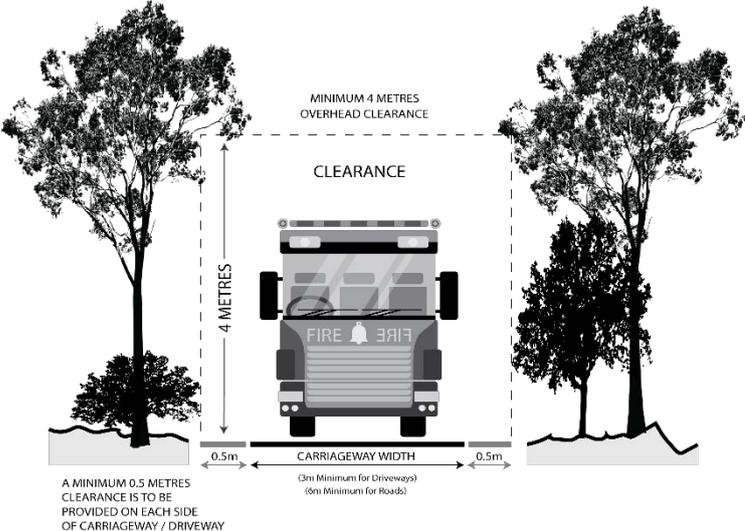 MINIMUM 4 METRES
OVERHEAD CLEARANCE
CLEARANCE
4 METRES
FIRE FIRE
0.5m CARRIAGEWAY WIDTH 0.5m
(3m Minimum for Driveways)
(6m Minimum for Roads)
A MINIMUM 0.5 METRES
CLEARANCE IS TO BE
PROVIDED ON EACH SIDE
OF CARRIAGEWAY / DRIVEWAY